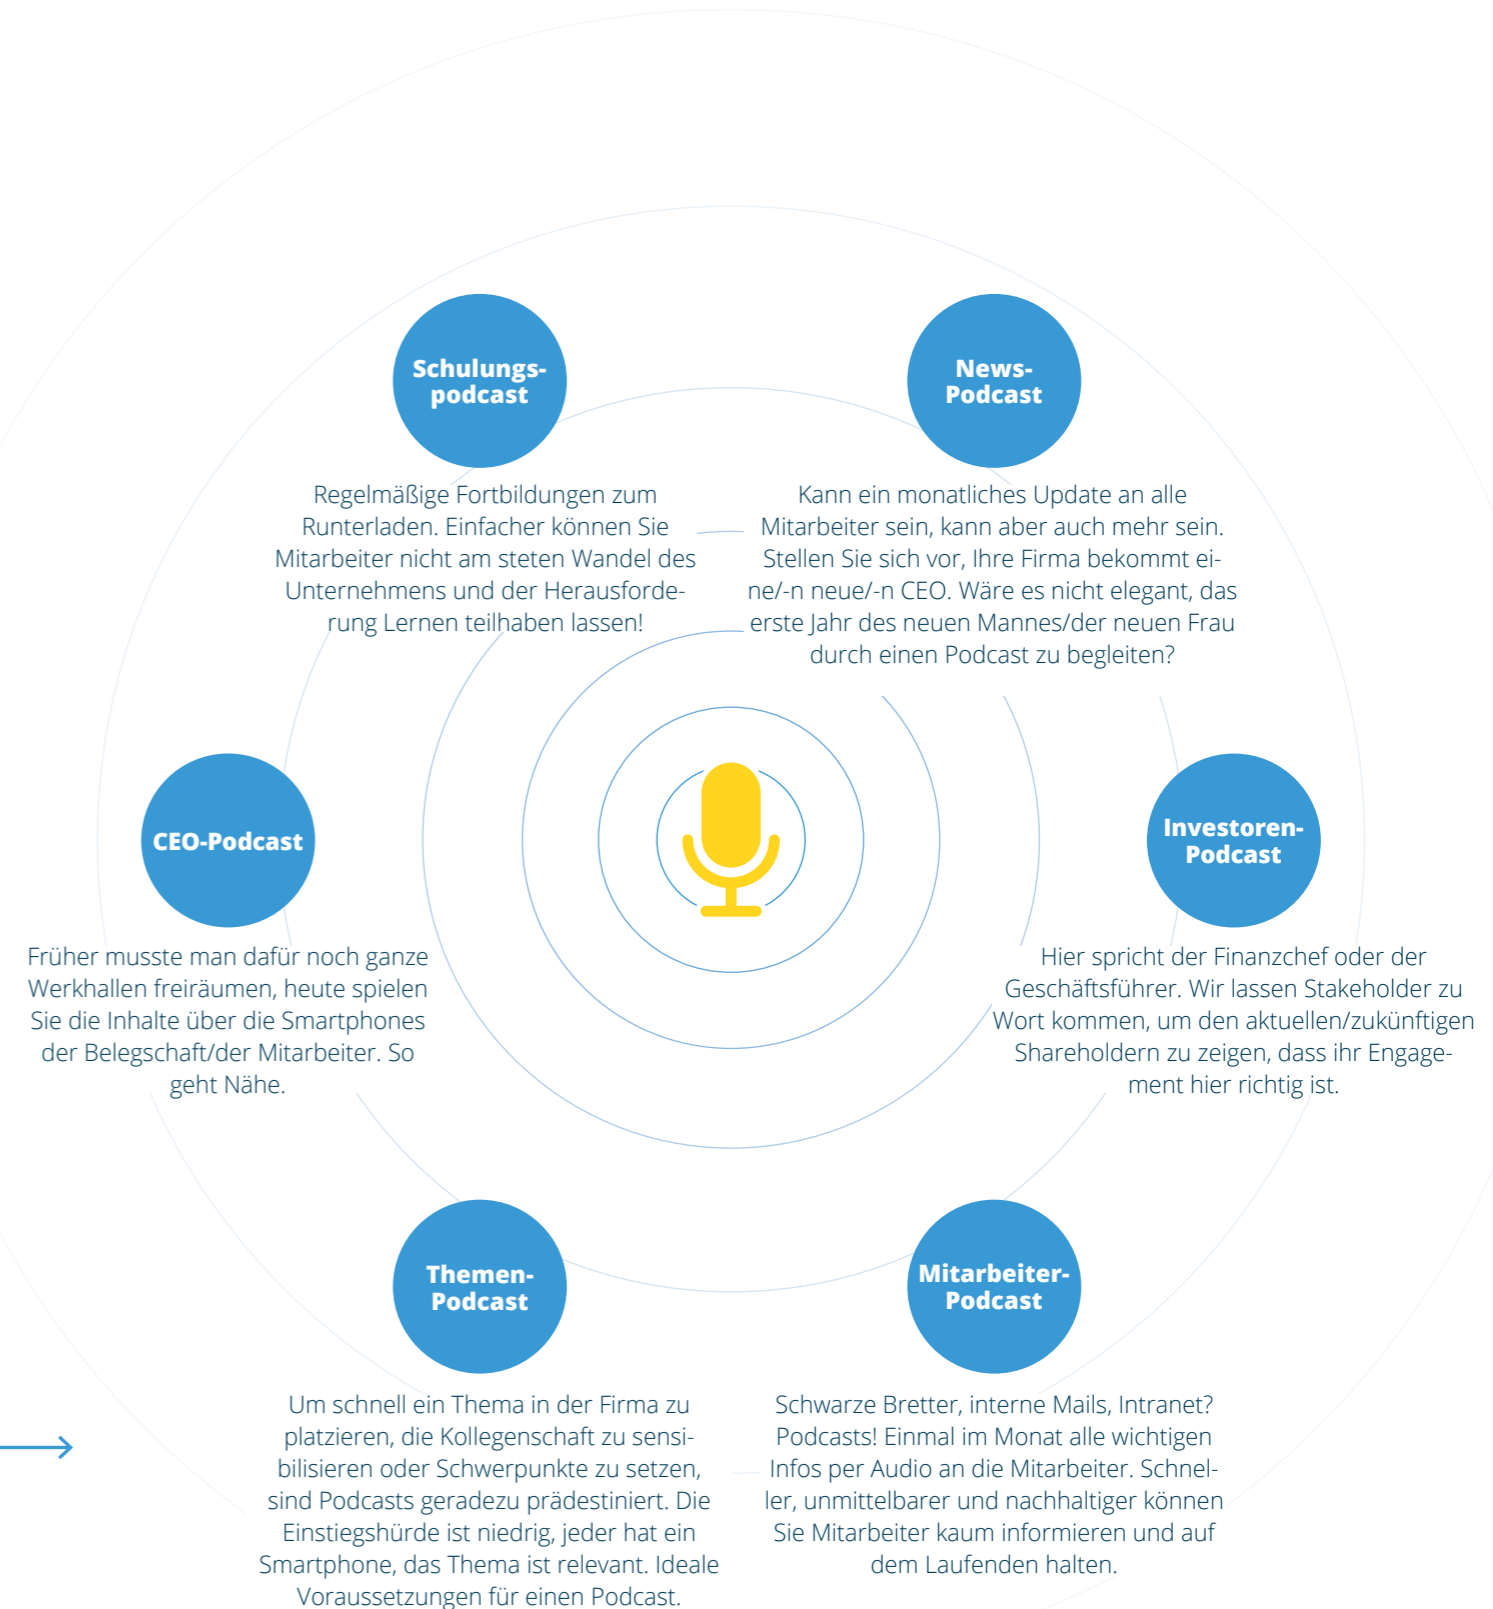 Schulungs-
podcast
Regelmäßige Fortbildungen zum
Runterladen. Einfacher können Sie
Mitarbeiter nicht am steten Wandel des
Unternehmens und der Herausforde-
rung Lernen teilhaben lassen!
News-
Podcast
Kann ein monatliches Update an alle
Mitarbeiter sein, kann aber auch mehr sein.
Stellen Sie sich vor, Ihre Firma bekommt ei-
ne/-n neue/-n CEO. Wäre es nicht elegant, das
erste Jahr des neuen Mannes/der neuen Frau
durch einen Podcast zu begleiten?
CEO-Podcast
Früher musste man dafür noch ganze
Werkhallen freiräumen, heute spielen
Sie die Inhalte über die Smartphones
der Belegschaft/der Mitarbeiter. So
geht Nähe.
Investoren-
Podcast
Hier spricht der Finanzchef oder der
Geschäftsführer. Wir lassen Stakeholder zu
Wort kommen, um den aktuellen/zukünftigen
Shareholdern zu zeigen, dass ihr Engage-
ment hier richtig ist.
Themen-
Podcast
Um schnell ein Thema in der Firma zu
platzieren, die Kollegenschaft zu sensi-
bilisieren oder Schwerpunkte zu setzen,
sind Podcasts geradezu prädestiniert. Die
Einstiegshürde ist niedrig, jeder hat ein
Smartphone, das Thema ist relevant. Ideale
Voraussetzungen für einen Podcast.
Mitarbeiter-
Podcast
Schwarze Bretter, interne Mails, Intranet?
Podcasts! Einmal im Monat alle wichtigen
Infos per Audio an die Mitarbeiter. Schnel-
ler, unmittelbarer und nachhaltiger können
Sie Mitarbeiter kaum informieren und auf
dem Laufenden halten.